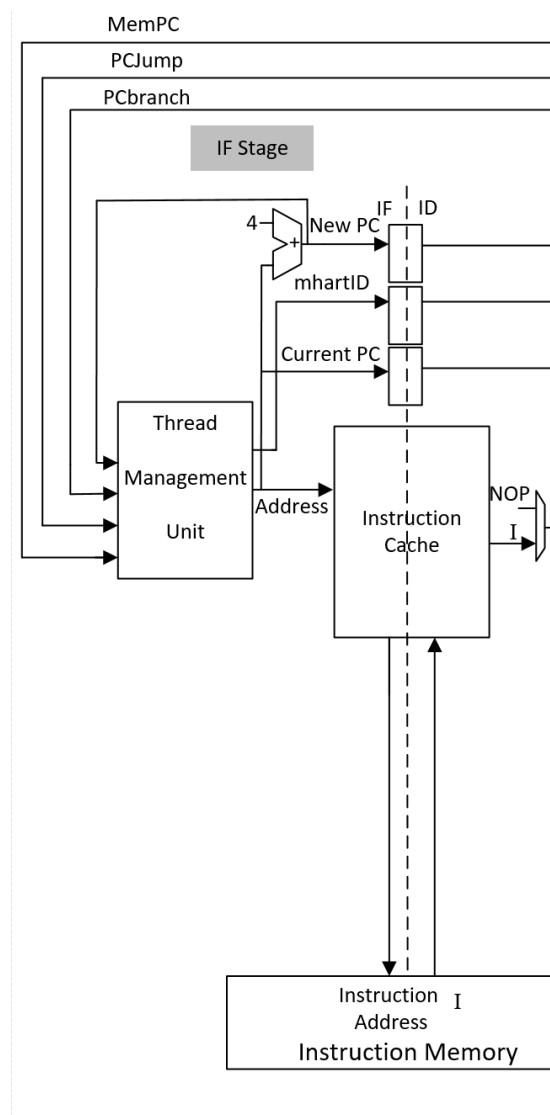 MemPC
PCJump
PCbranch
IF Stage
IF ID
4
+
New PC
mhartID
Current PC
Thread
Management
Unit
Address
Instruction
Cache
NOP
I
Instruction I
Address
Instruction Memory